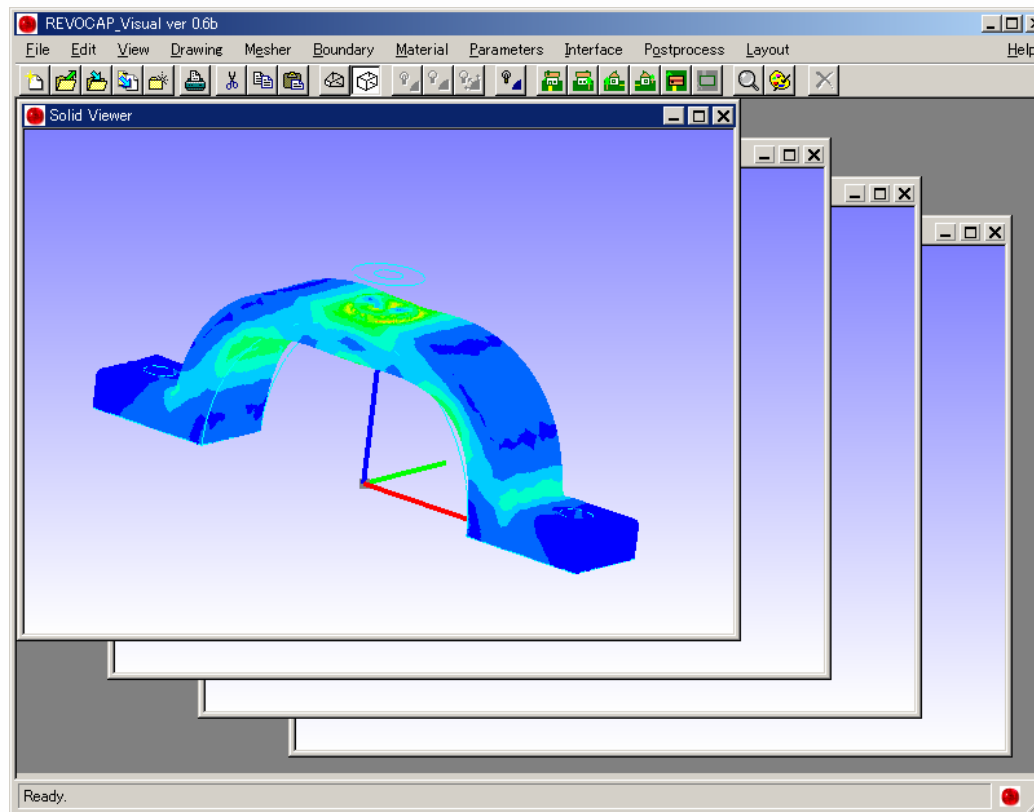 REVOCAP_Visual ver 0.6b
File Edit View Drawing Mesher Boundary Material Parameters Interface Postprocess Layout Help
Solid Viewer
Ready.